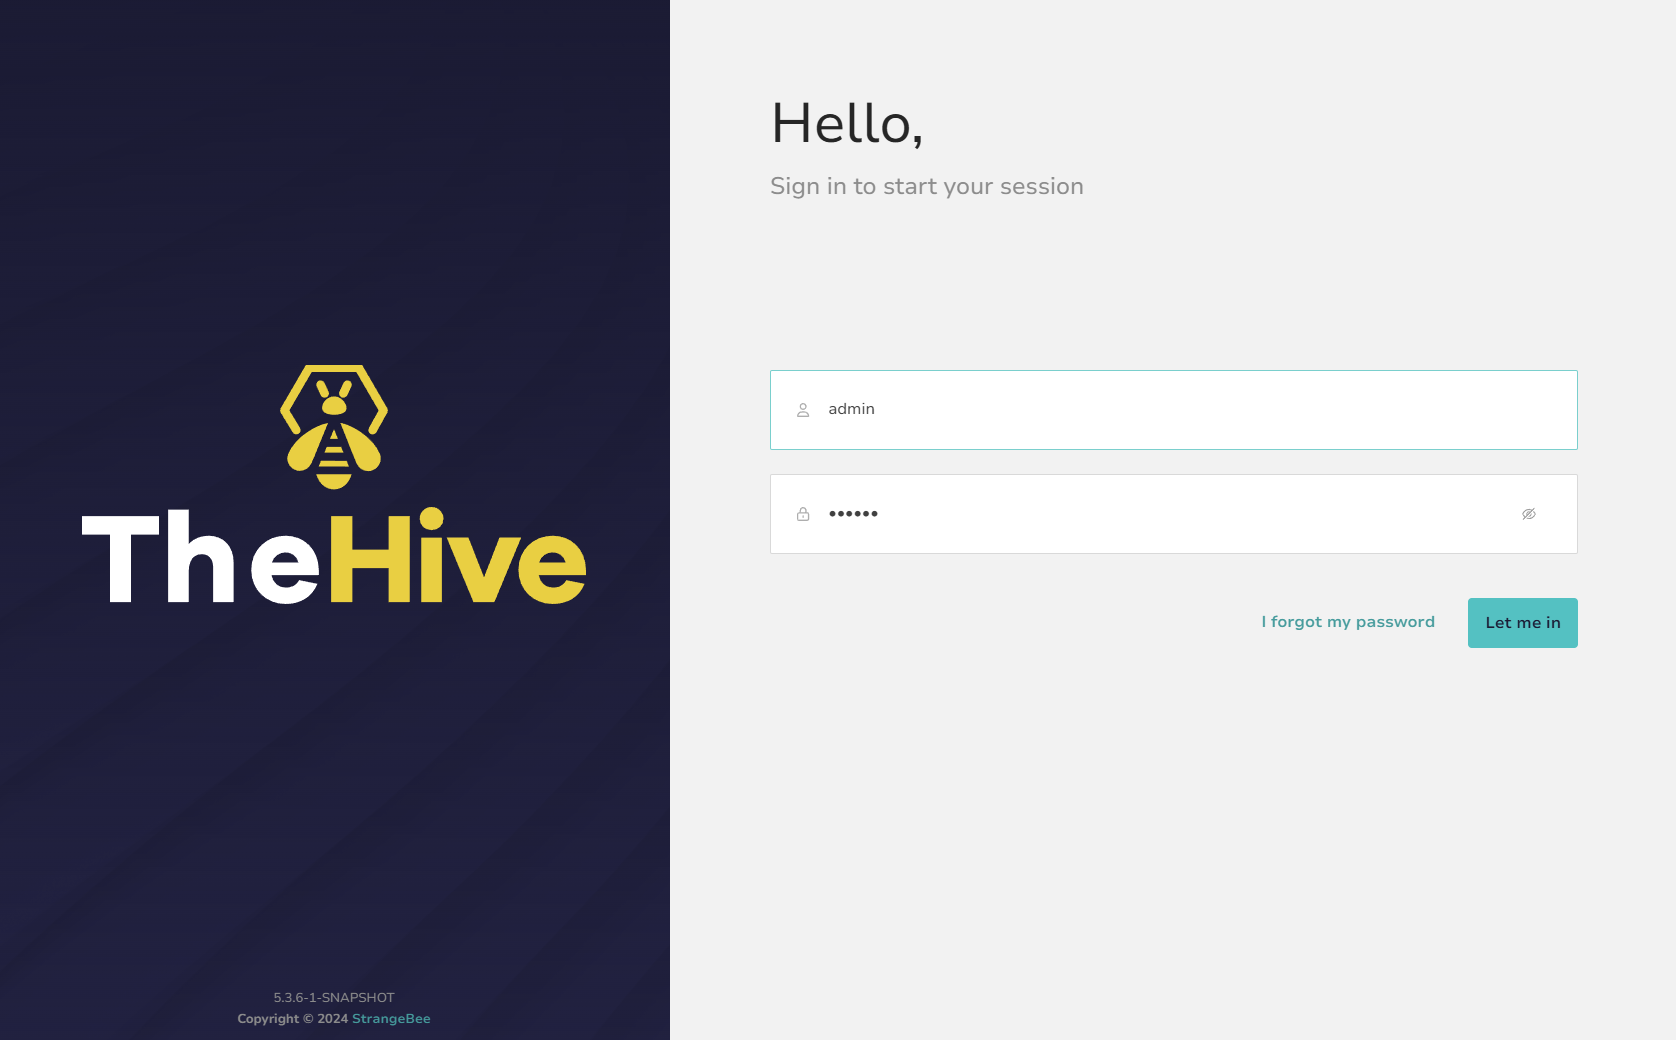 TheHive
5.3.6-1-SNAPSHOT
Copyright © 2024 StrangeBee
Hello,
Sign in to start your session
admin
••••••
I forgot my password
Let me in